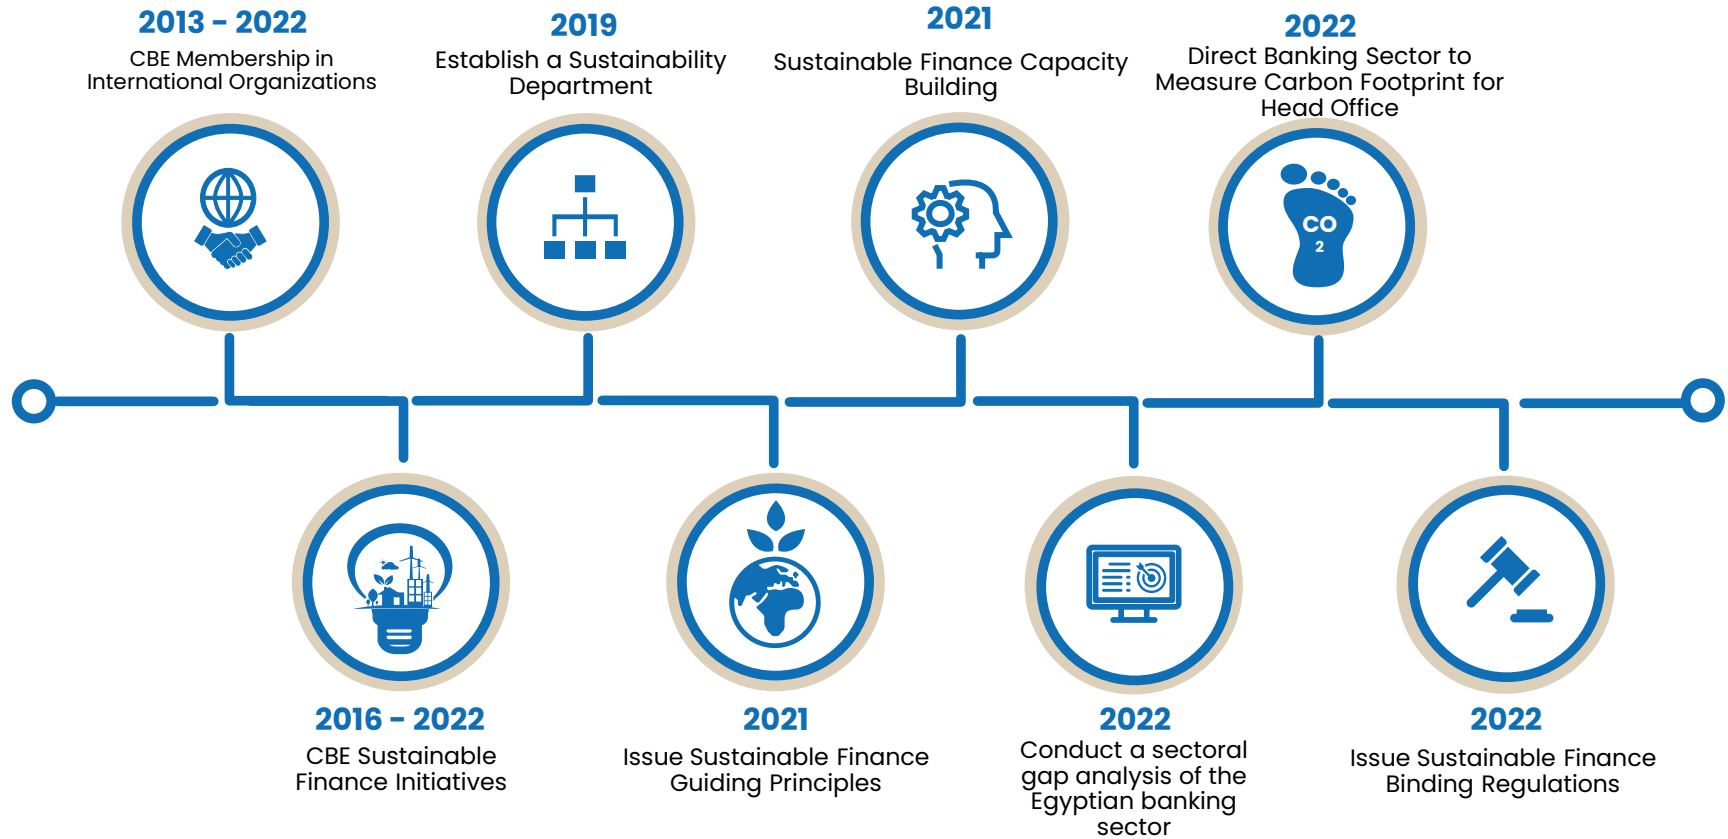 2013 - 2022
CBE Membership in
International Organizations
2019
Establish a Sustainability
Department
2021
Sustainable Finance Capacity
Building
2022
Direct Banking Sector to
Measure Carbon Footprint for
Head Office
CO
2
2016 - 2022
CBE Sustainable
Finance Initiatives
2021
Issue Sustainable Finance
Guiding Principles
2022
Conduct a sectoral
gap analysis of the
Egyptian banking
sector
2022
Issue Sustainable Finance
Binding Regulations